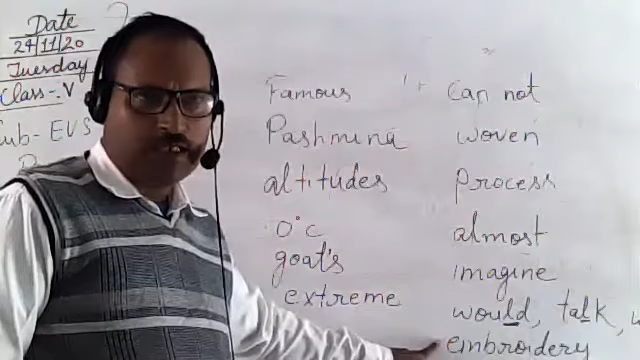 Date
24/11/20
Tuesday
Class-.V
Sub- EVS
Famous
Pashmina
altitudes
0°c
goat's
extreme
Can not
woven
process
almost
imagine
would, talk,
embroidery